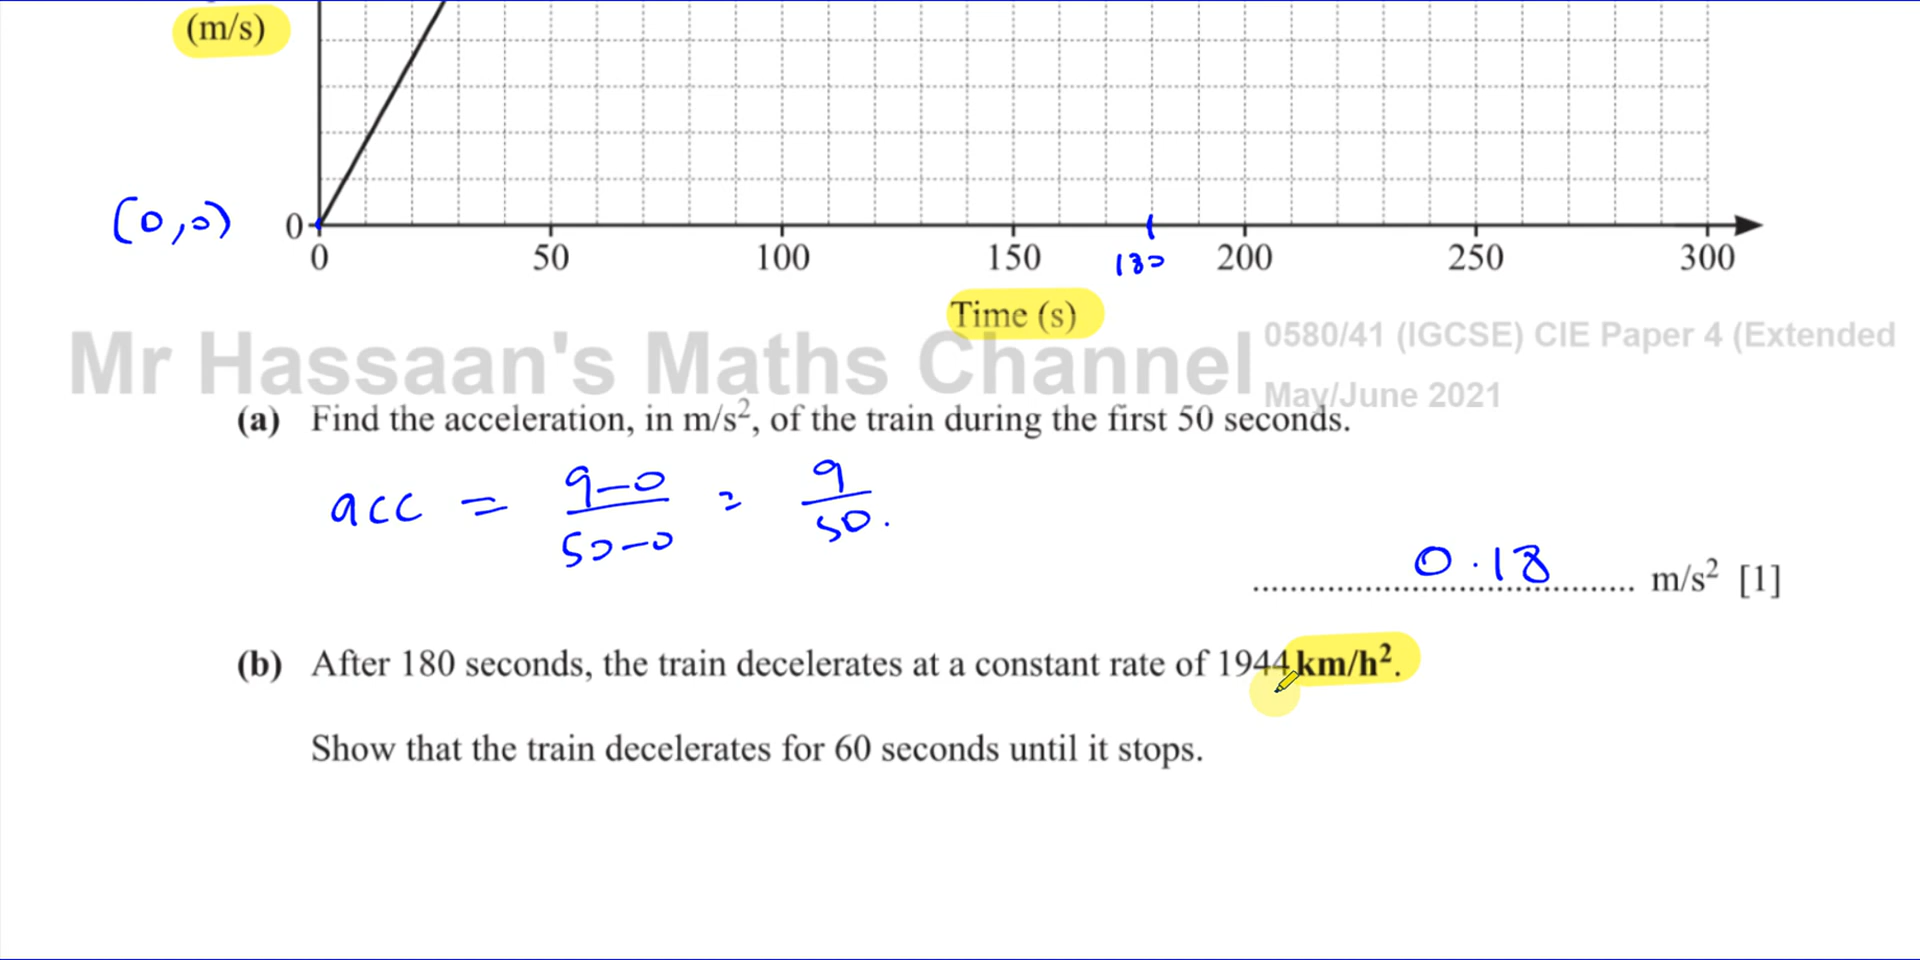 (m/s)
(0,0) 0
0 50 100 150 180 200 250 300
Time (s)
Mr Hassaan's Maths Channel
0580/41 (IGCSE) CIE Paper 4 (Extended
May/June 2021
(a) Find the acceleration, in m/s², of the train during the first 50 seconds.
acc = 9-0/50-0 = 9/50.
0.18 m/s² [1]
(b) After 180 seconds, the train decelerates at a constant rate of 1944 km/h².
Show that the train decelerates for 60 seconds until it stops.